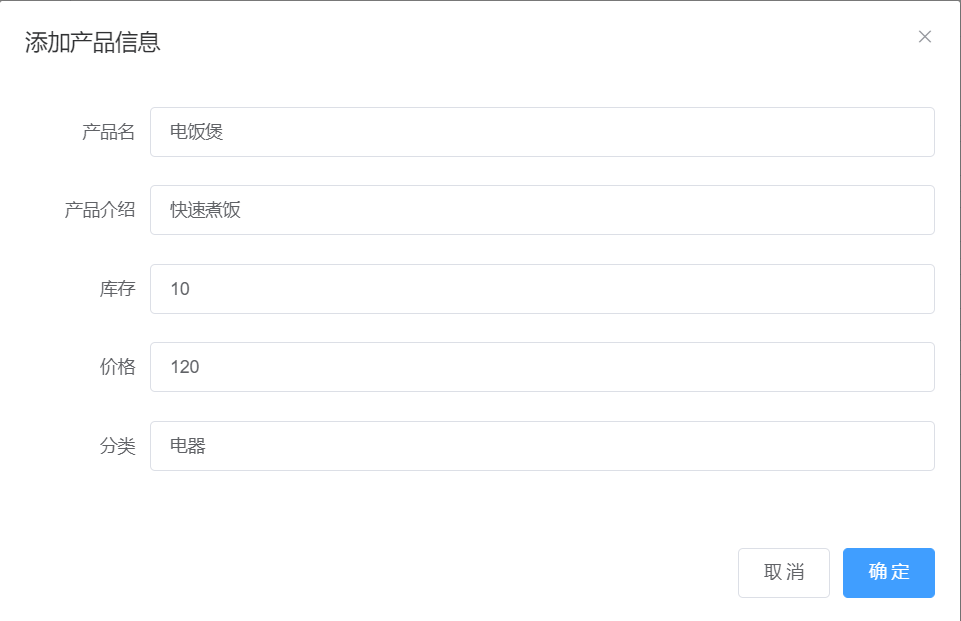 添加产品信息
产品名 电饭煲
产品介绍 快速煮饭
库存 10
价格 120
分类 电器
取消 确定